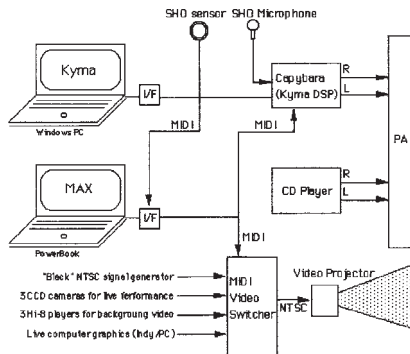 SHO sensor
SHO Microphone
Kyma
I/F
Capybara
(Kyma DSP)
R
L
PA
Windows PC
MIDI
MIDI
MAX
I/F
CD Player
R
L
PowerBook
MIDI
"Black" NTSC signal generator
3CCD cameras for live ferformance
3Hi-8 players for backgroung video
Live computer graphics (Indy/PC)
MIDI
Video
Switcher
NTSC
Video Projector